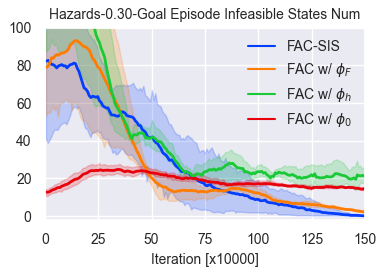 Hazards-0.30-Goal Episode Infeasible States Num
100
80
60
40
20
0
FAC-SIS
FAC w/ ϕ_F
FAC w/ ϕ_h
FAC w/ ϕ_0
0 25 50 75 100 125 150
Iteration [x10000]